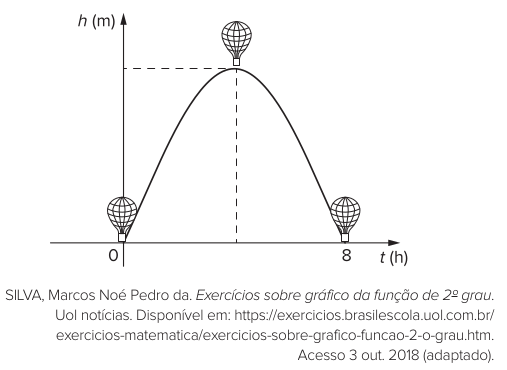 h (m)
0
8
t (h)
SILVA, Marcos Noé Pedro da. Exercícios sobre gráfico da função de 2º grau.
Uol notícias. Disponível em: https://exercicios.brasilescola.uol.com.br/
exercicios-matematica/exercicios-sobre-grafico-funcao-2-o-grau.htm.
Acesso 3 out. 2018 (adaptado).